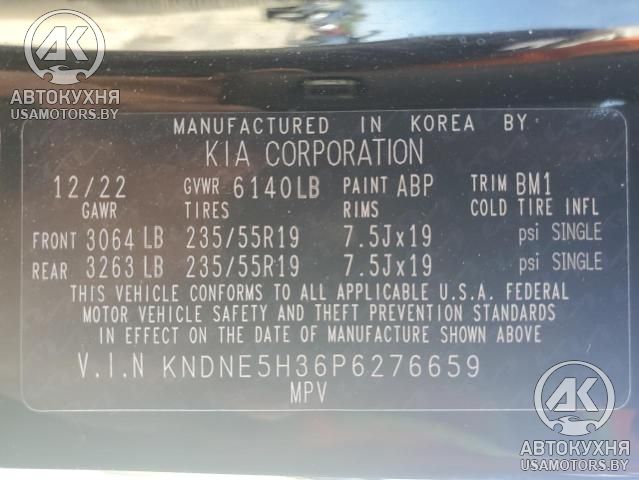 AK
АВТОКУХНЯ
USAMOTORS.BY
MANUFACTURED IN KOREA BY
KIA CORPORATION
12/22 GVWR 6140LB PAINT ABP TRIM BM1
GAWR TIRES RIMS COLD TIRE INFL
FRONT 3064 LB 235/55R19 7.5Jx19 psi SINGLE
REAR 3263 LB 235/55R19 7.5Jx19 psi SINGLE
THIS VEHICLE CONFORMS TO ALL APPLICABLE U.S.A. FEDERAL
MOTOR VEHICLE SAFETY AND THEFT PREVENTION STANDARDS
IN EFFECT ON THE DATE OF MANUFACTURE SHOWN ABOVE
V.I.N KNDNE5H36P6276659
MPV
AK
АВТОКУХНЯ
USAMOTORS.BY